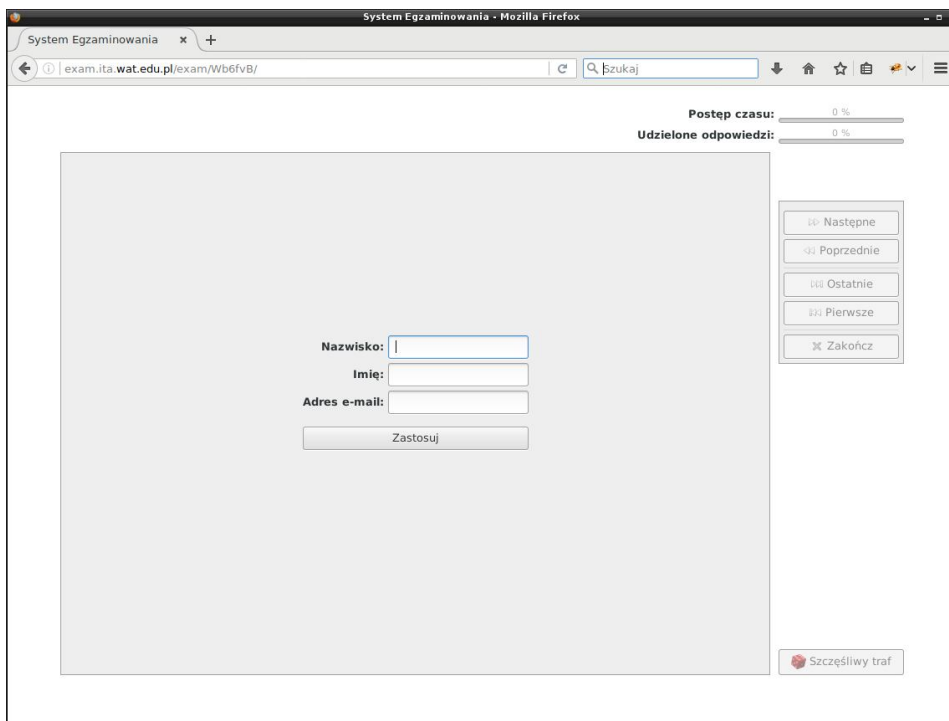 System Egzaminowania - Mozilla Firefox
System Egzaminowania
exam.ita.wat.edu.pl/exam/Wb6fvB/
Szukaj
Postęp czasu: 0 %
Udzielone odpowiedzi: 0 %
Następne
Poprzednie
Ostatnie
Pierwsze
Zakończ
Nazwisko:
Imię:
Adres e-mail:
Zastosuj
Szczęśliwy traf